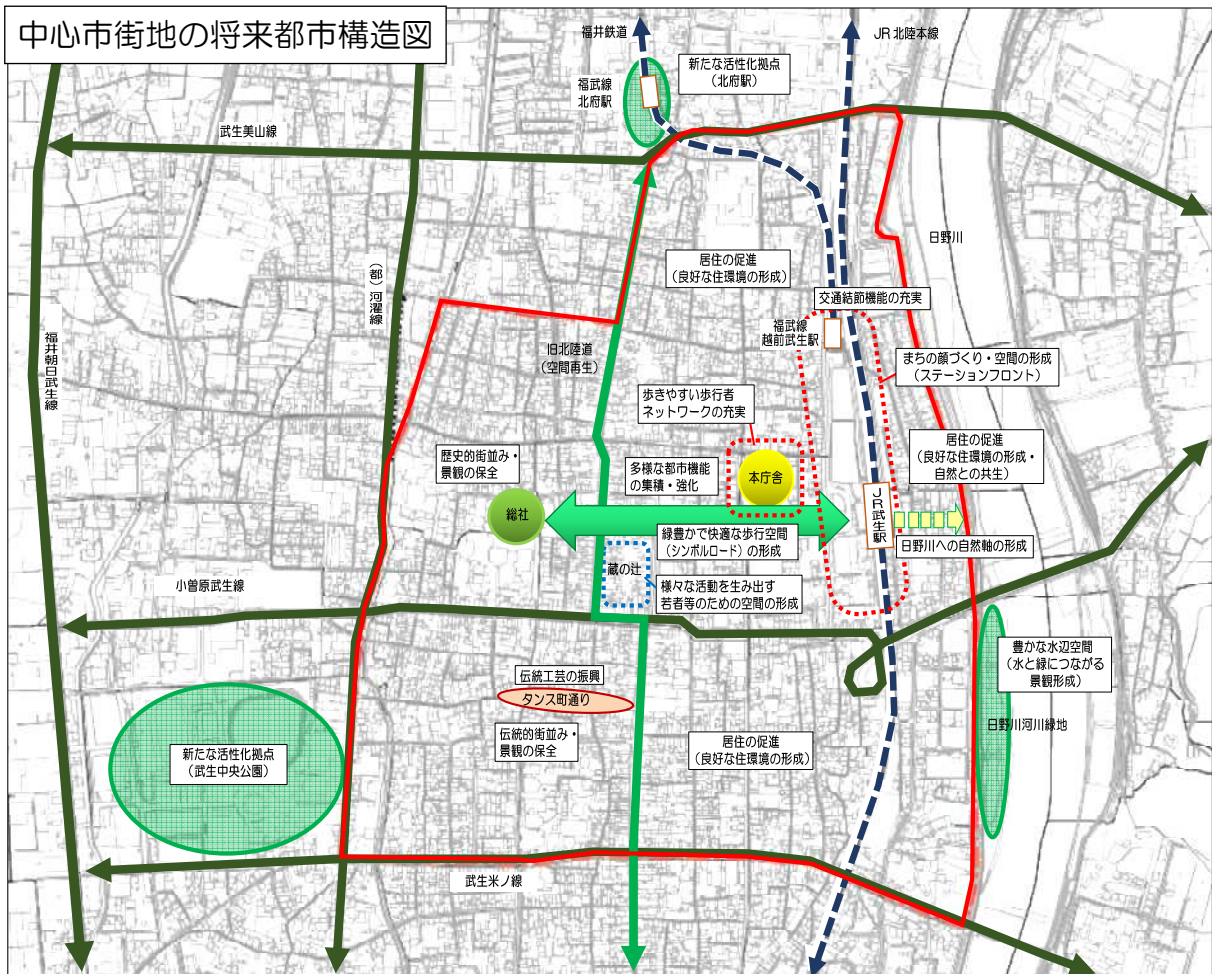 中心市街地の将来都市構造図
福井鉄道
JR北陸本線
新たな活性化拠点
（北府駅）
福武線
北府駅
武生美山線
日野川
居住の促進
（良好な住環境の形成）
（都）河濯線
交通結節機能の充実
福武線
越前武生駅
福井朝日武生線
旧北陸道
（空間再生）
まちの顔づくり・空間の形成
（ステーションフロント）
歩きやすい歩行者
ネットワークの充実
居住の促進
（良好な住環境の形成・
自然との共生）
歴史的街並み・
景観の保全
多様な都市機能
の集積・強化
本庁舎
総社
JR武生駅
緑豊かで快適な歩行空間
（シンボルロード）の形成
日野川への自然軸の形成
蔵の辻
小曽原武生線
様々な活動を生み出す
若者等のための空間の形成
豊かな水辺空間
（水と緑につながる
景観形成）
伝統工芸の振興
タンス町通り
日野川河川緑地
伝統的街並み・
景観の保全
居住の促進
（良好な住環境の形成）
新たな活性化拠点
（武生中央公園）
武生米ノ線